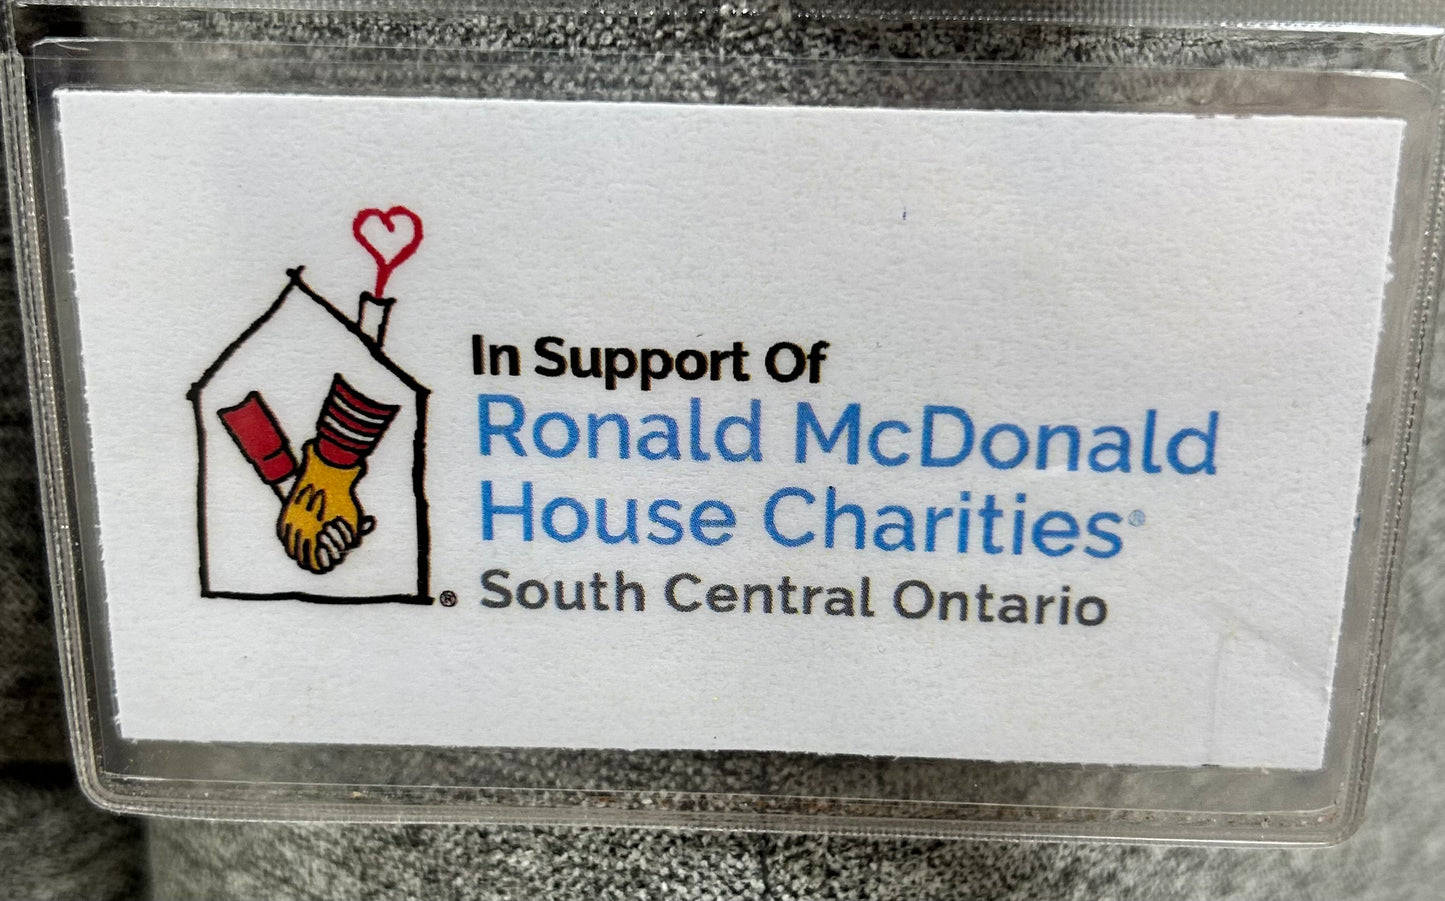 In Support Of
Ronald McDonald
House Charities®
® South Central Ontario